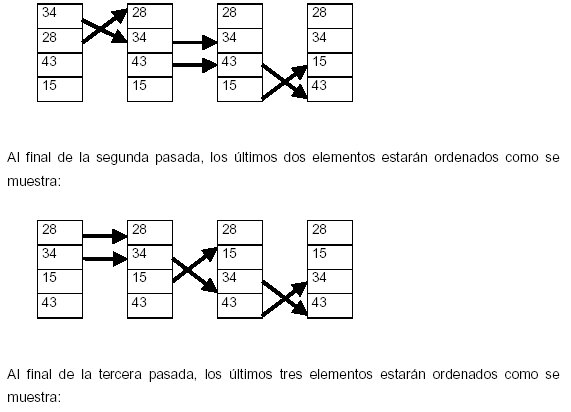 34 28 28 28
28 34 34 34
43 43 43 15
15 15 15 43
Al final de la segunda pasada, los últimos dos elementos estarán ordenados como se
muestra:
28 28 28 28
34 34 15 15
15 15 34 34
43 43 43 43
Al final de la tercera pasada, los últimos tres elementos estarán ordenados como se
muestra: